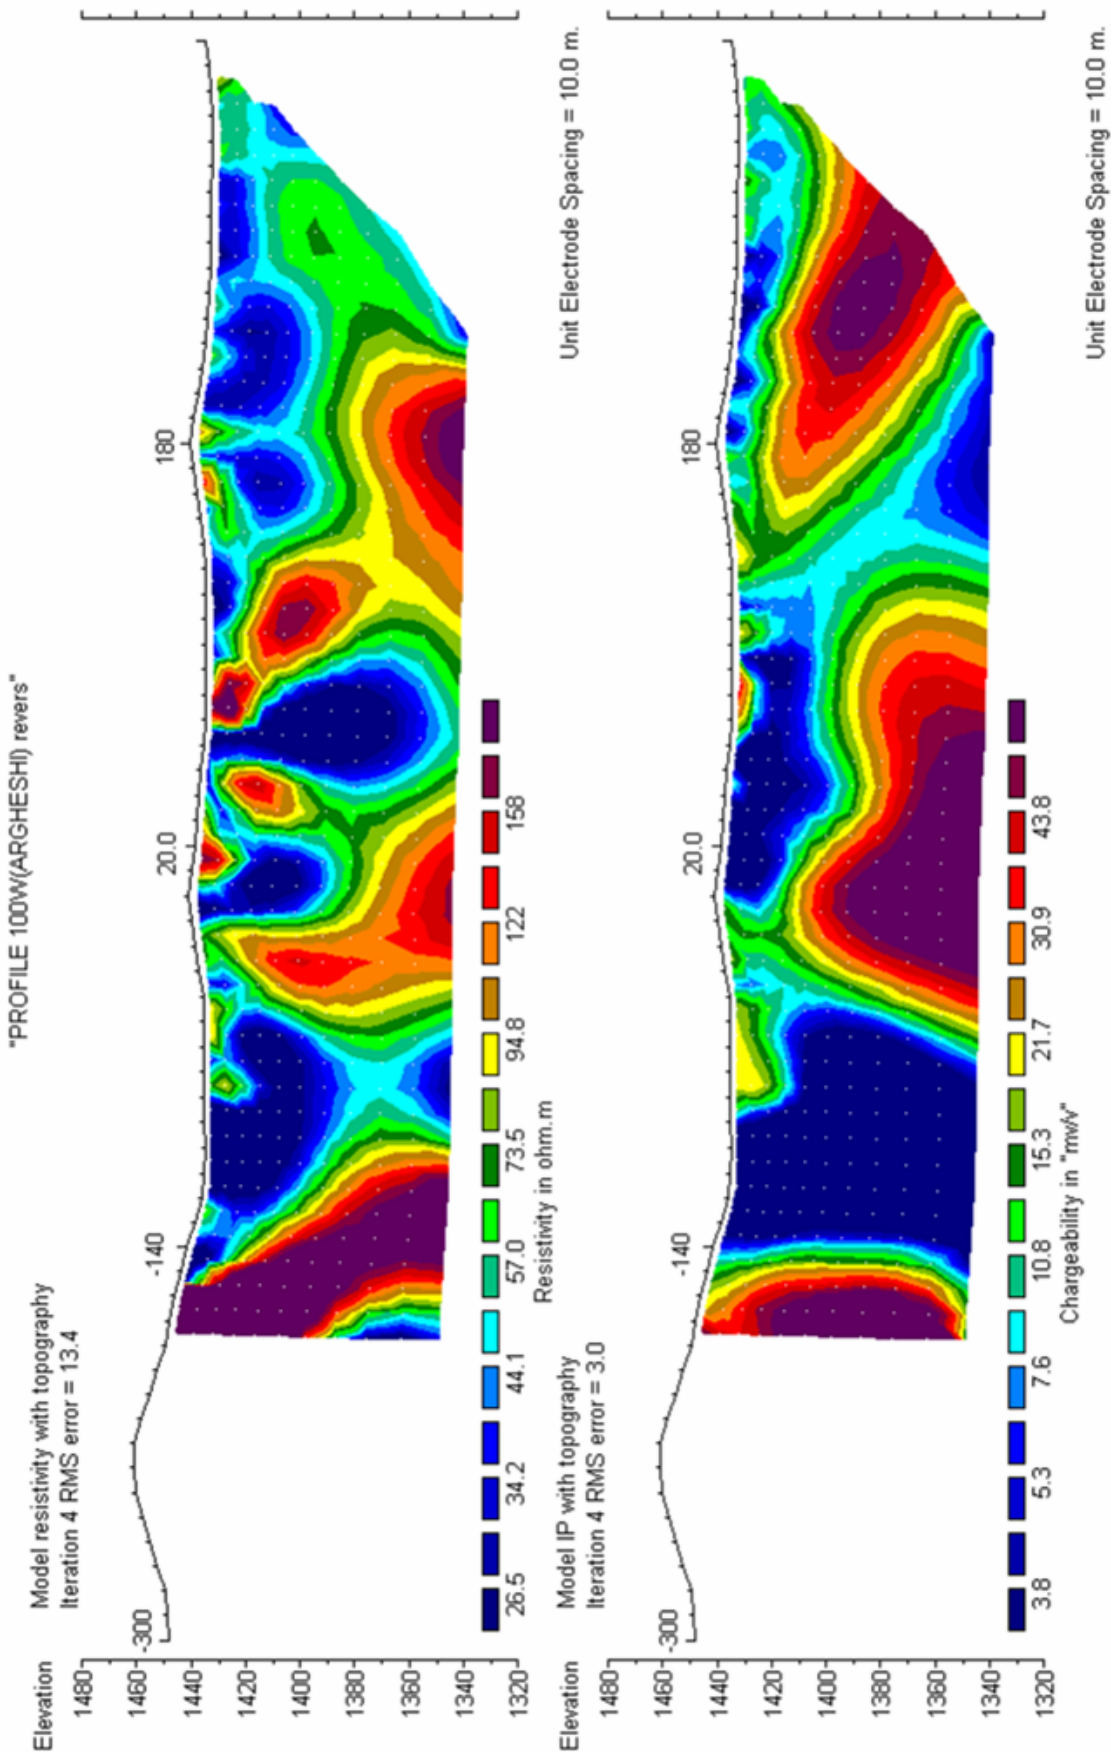 "PROFILE 100W(ARGHESHI) revers"
Elevation
Model resistivity with topography
Iteration 4 RMS error = 13.4
1480
1460
1440
1420
1400
1380
1360
1340
1320
-300
-140
20.0
180
26.5 34.2 44.1 57.0 73.5 94.8 122 158
Resistivity in ohm.m
Unit Electrode Spacing = 10.0 m.
Elevation
Model IP with topography
Iteration 4 RMS error = 3.0
1480
1460
1440
1420
1400
1380
1360
1340
1320
-300
-140
20.0
180
3.8 5.3 7.6 10.8 15.3 21.7 30.9 43.8
Chargeability in "mv/v"
Unit Electrode Spacing = 10.0 m.